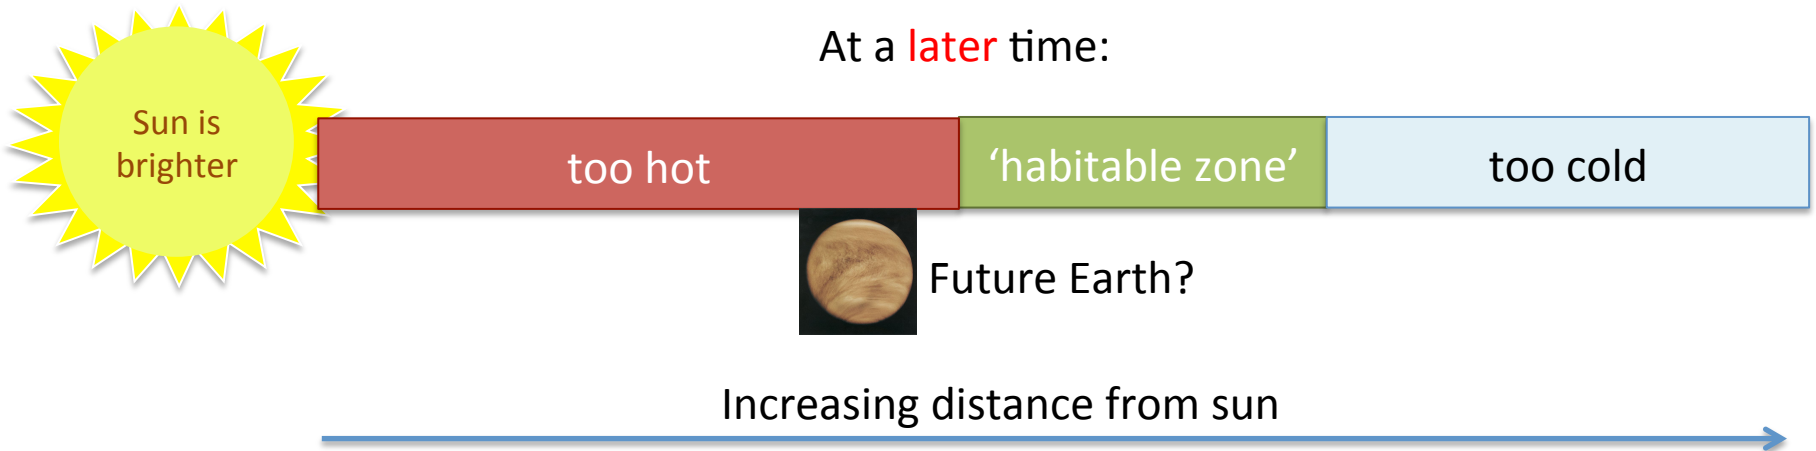 At a later time:
Sun is
brighter
too hot
‘habitable zone’
too cold
Future Earth?
Increasing distance from sun